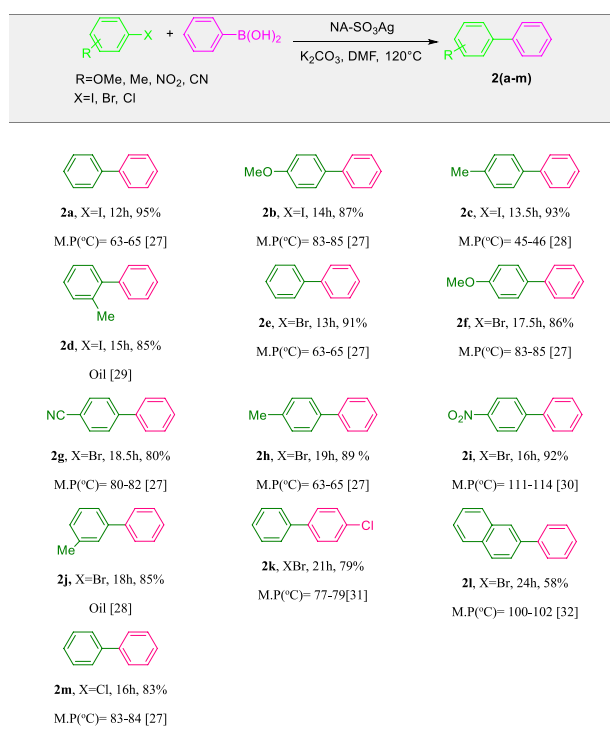 R
X
+
B(OH)₂
NA-SO₃Ag
K₂CO₃, DMF, 120°C
R
R=OMe, Me, NO₂, CN
X=I, Br, Cl
2(a-m)
2a, X=I, 12h, 95%
M.P(°C)= 63-65 [27]
MeO
2b, X=I, 14h, 87%
M.P(°C)= 83-85 [27]
Me
2c, X=I, 13.5h, 93%
M.P(°C)= 45-46 [28]
Me
2d, X=I, 15h, 85%
Oil [29]
2e, X=Br, 13h, 91%
M.P(°C)= 63-65 [27]
MeO
2f, X=Br, 17.5h, 86%
M.P(°C)= 83-85 [27]
NC
2g, X=Br, 18.5h, 80%
M.P(°C)= 80-82 [27]
Me
2h, X=Br, 19h, 89 %
M.P(°C)= 63-65 [27]
O₂N
2i, X=Br, 16h, 92%
M.P(°C)= 111-114 [30]
Me
2j, X=Br, 18h, 85%
Oil [28]
Cl
2k, XBr, 21h, 79%
M.P(°C)= 77-79[31]
2l, X=Br, 24h, 58%
M.P(°C)= 100-102 [32]
2m, X=Cl, 16h, 83%
M.P(°C)= 83-84 [27]